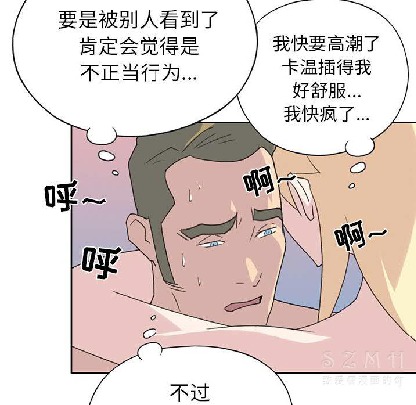 要是被别人看到了
肯定会觉得是
不正当行为…
我快要高潮了
卡温插得我
好舒服…
我快疯了…
呼~
啊~
呼
啊~
SZMH
不过